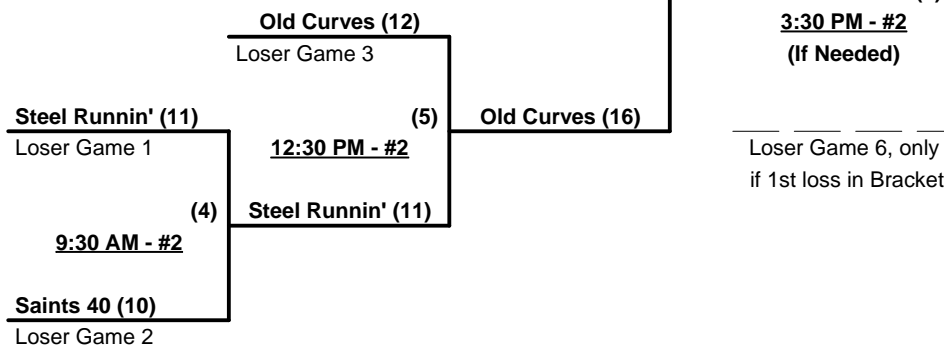 Old Curves (12)
Loser Game 3
3:30 PM - #2
(If Needed)
Steel Runnin' (11)
Loser Game 1
(5)
12:30 PM - #2
Old Curves (16)
Loser Game 6, only
if 1st loss in Bracket
(4)
9:30 AM - #2
Steel Runnin' (11)
Saints 40 (10)
Loser Game 2